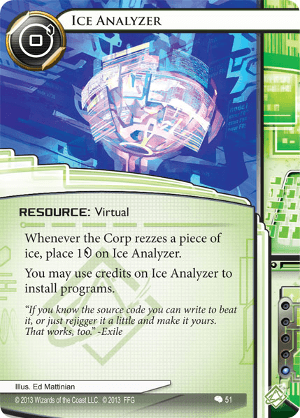 0
ICE ANALYZER
RESOURCE: Virtual
Whenever the Corp rezzes a piece of
ice, place 1 on Ice Analyzer.
You may use credits on Ice Analyzer to
install programs.
“If you know the source code you can write to beat
it, or just rejigger it a little and make it yours.
That works, too.” -Exile
Illus. Ed Mattinian
© 2013 Wizards of the Coast LLC. © 2013 FFG
51